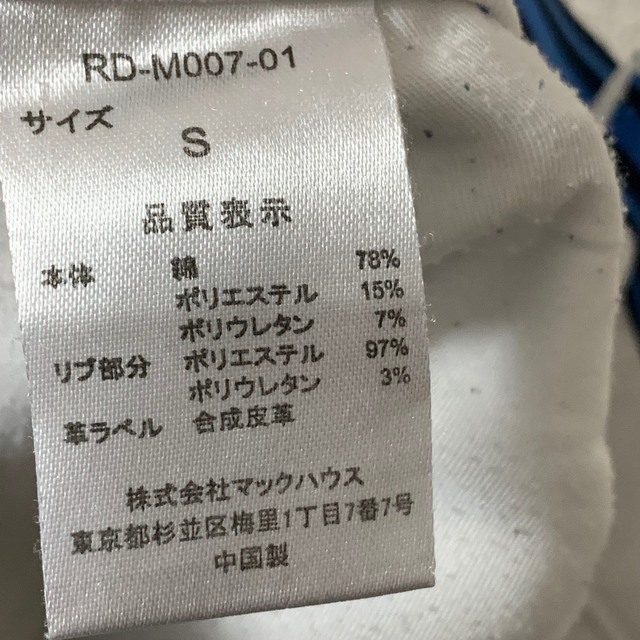 RD-M007-01
サイズ
S
品質表示
本体 綿 78%
ポリエステル 15%
ポリウレタン 7%
リブ部分 ポリエステル 97%
ポリウレタン 3%
革ラベル 合成皮革
株式会社マックハウス
東京都杉並区梅里1丁目7番7号
中国製